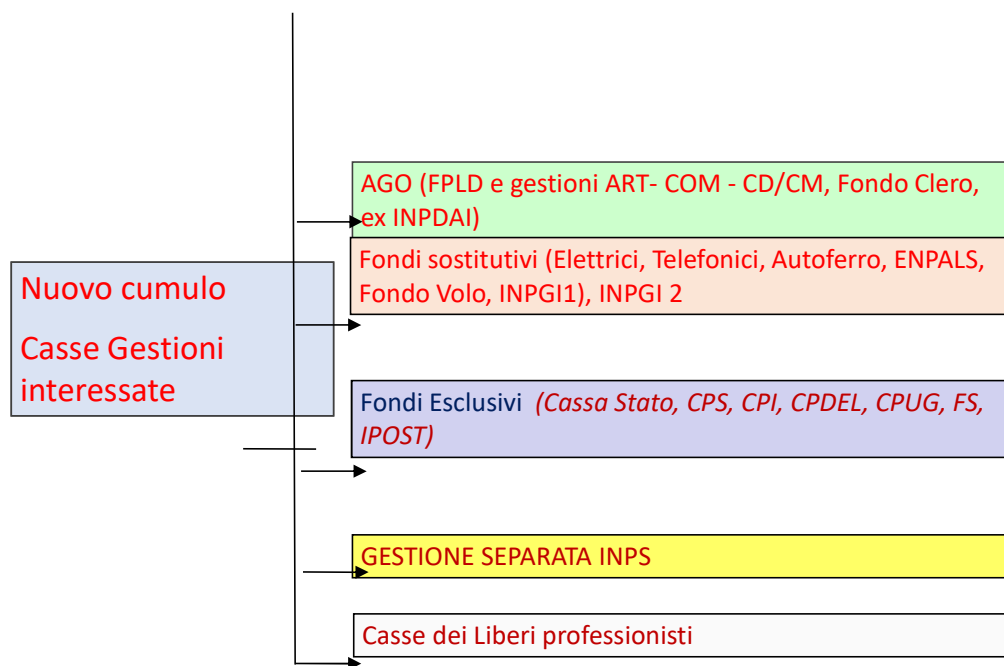 AGO (FPLD e gestioni ART- COM - CD/CM, Fondo Clero,
ex INPDAI)
Fondi sostitutivi (Elettrici, Telefonici, Autoferro, ENPALS,
Fondo Volo, INPGI1), INPGI 2
Nuovo cumulo
Casse Gestioni
interessate
Fondi Esclusivi (Cassa Stato, CPS, CPI, CPDEL, CPUG, FS,
IPOST)
GESTIONE SEPARATA INPS
Casse dei Liberi professionisti